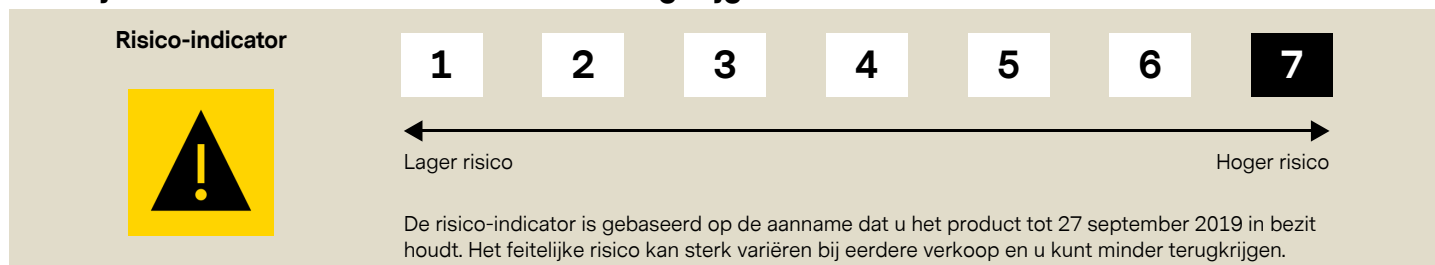 Risico-indicator
1 2 3 4 5 6 7
Lager risico Hoger risico
De risico-indicator is gebaseerd op de aanname dat u het product tot 27 september 2019 in bezit
houdt. Het feitelijke risico kan sterk variëren bij eerdere verkoop en u kunt minder terugkrijgen.